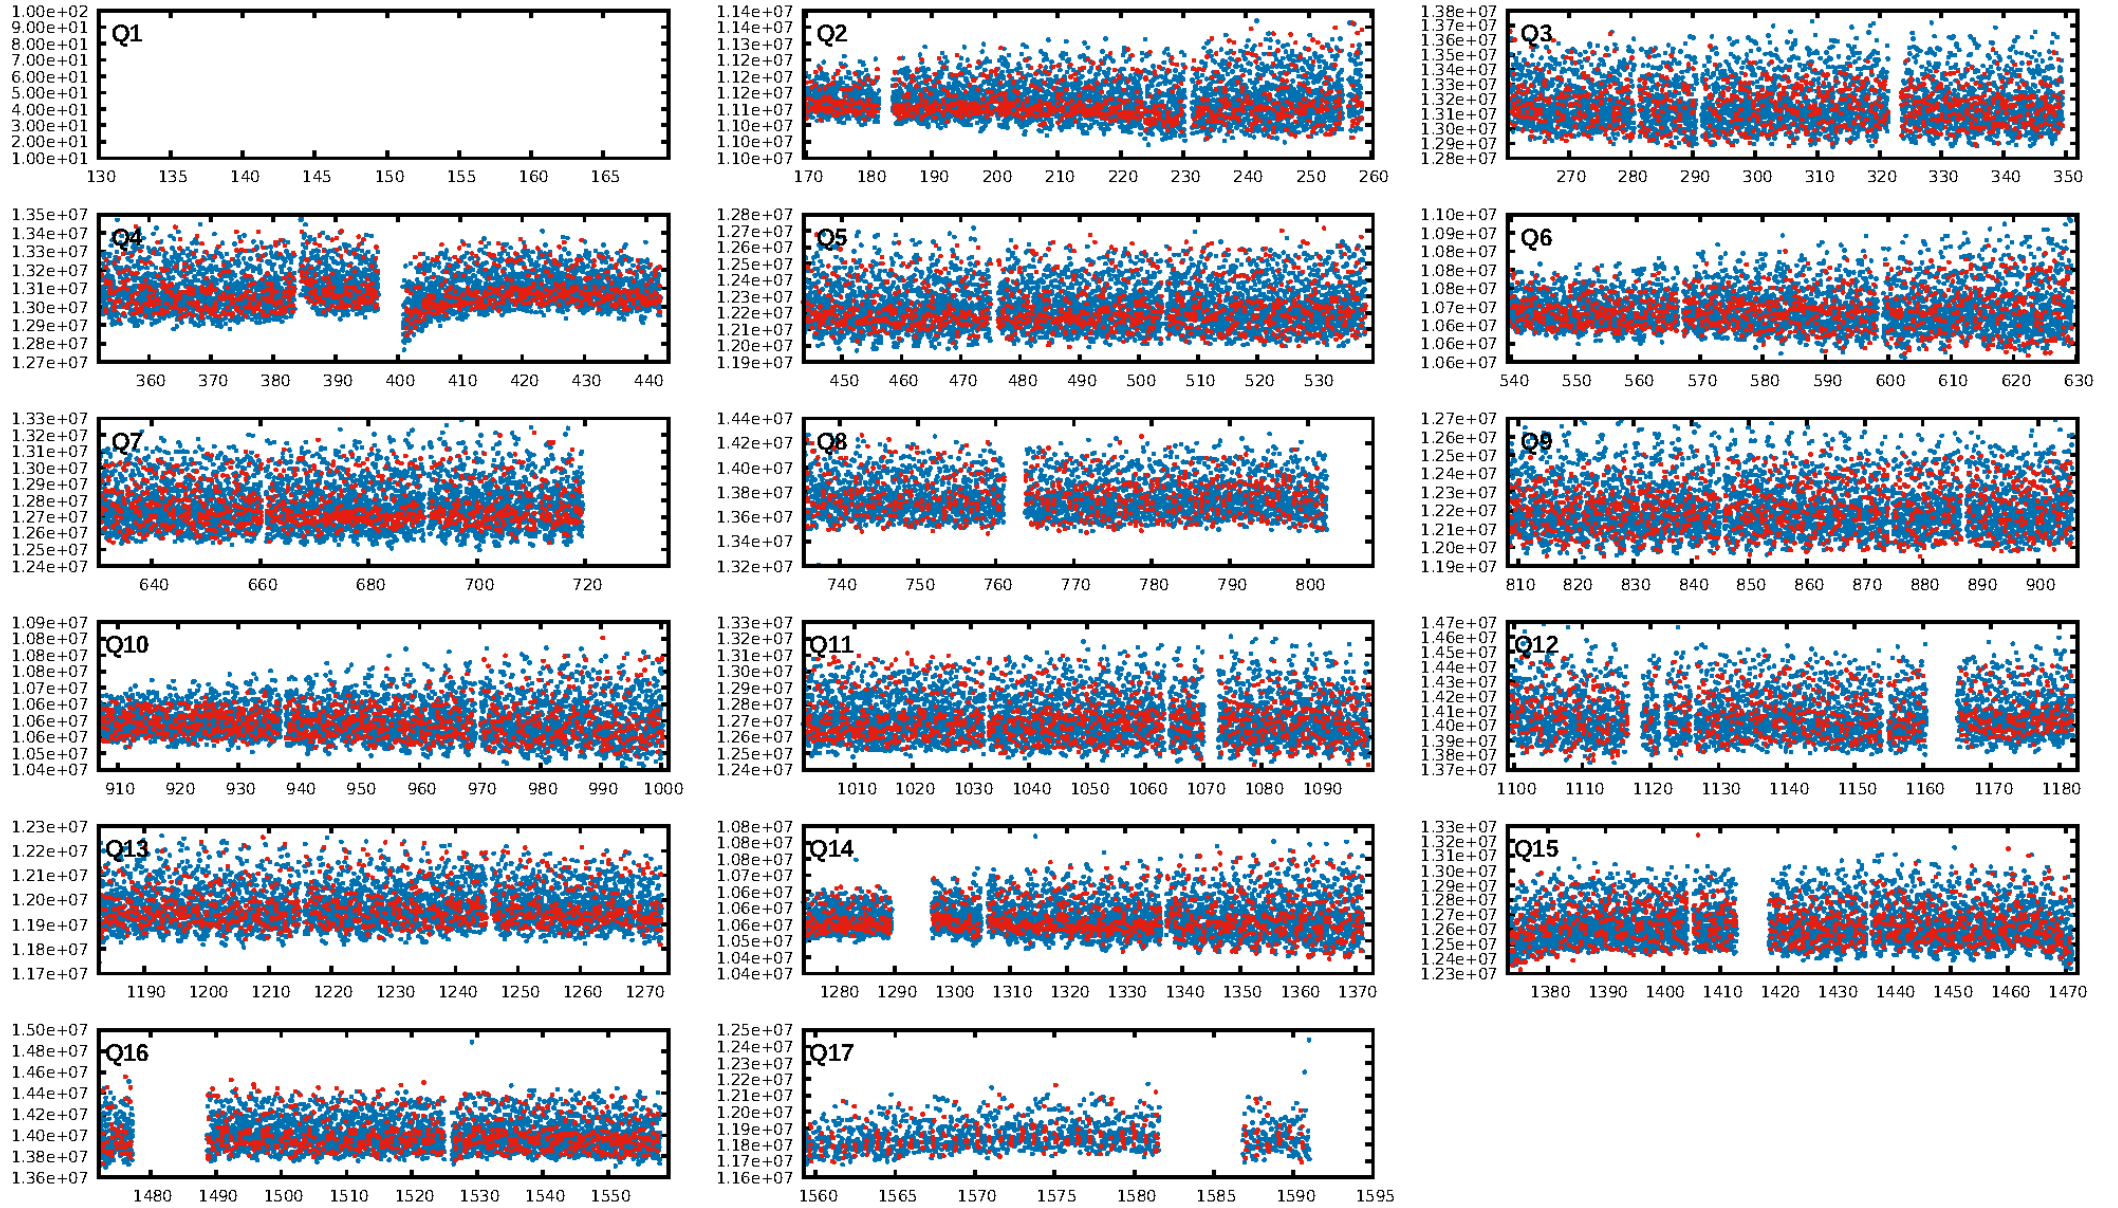 Q1
1.00e+02
9.00e+01
8.00e+01
7.00e+01
6.00e+01
5.00e+01
4.00e+01
3.00e+01
2.00e+01
1.00e+01
130 135 140 145 150 155 160 165
Q2
1.14e+07
1.14e+07
1.13e+07
1.12e+07
1.12e+07
1.11e+07
1.10e+07
1.10e+07
1.10e+07
170 180 190 200 210 220 230 240 250 260
Q3
1.38e+07
1.37e+07
1.36e+07
1.35e+07
1.34e+07
1.33e+07
1.32e+07
1.31e+07
1.30e+07
1.29e+07
1.28e+07
270 280 290 300 310 320 330 340 350
Q4
1.35e+07
1.34e+07
1.33e+07
1.32e+07
1.31e+07
1.30e+07
1.29e+07
1.28e+07
1.27e+07
360 370 380 390 400 410 420 430 440
Q5
1.28e+07
1.27e+07
1.26e+07
1.25e+07
1.24e+07
1.23e+07
1.22e+07
1.21e+07
1.20e+07
1.19e+07
450 460 470 480 490 500 510 520 530
Q6
1.10e+07
1.09e+07
1.08e+07
1.08e+07
1.07e+07
1.06e+07
1.06e+07
1.06e+07
540 550 560 570 580 590 600 610 620 630
Q7
1.33e+07
1.32e+07
1.31e+07
1.30e+07
1.29e+07
1.28e+07
1.27e+07
1.26e+07
1.25e+07
1.24e+07
640 660 680 700 720
Q8
1.44e+07
1.42e+07
1.40e+07
1.38e+07
1.36e+07
1.34e+07
1.32e+07
740 750 760 770 780 790 800
Q9
1.27e+07
1.26e+07
1.25e+07
1.24e+07
1.23e+07
1.22e+07
1.21e+07
1.20e+07
1.19e+07
810 820 830 840 850 860 870 880 890 900
Q10
1.09e+07
1.08e+07
1.08e+07
1.07e+07
1.06e+07
1.06e+07
1.06e+07
1.05e+07
1.04e+07
910 920 930 940 950 960 970 980 990 1000
Q11
1.33e+07
1.32e+07
1.31e+07
1.30e+07
1.29e+07
1.28e+07
1.27e+07
1.26e+07
1.25e+07
1.24e+07
1010 1020 1030 1040 1050 1060 1070 1080 1090
Q12
1.47e+07
1.46e+07
1.45e+07
1.44e+07
1.43e+07
1.42e+07
1.41e+07
1.40e+07
1.39e+07
1.38e+07
1.37e+07
1100 1110 1120 1130 1140 1150 1160 1170 1180
Q13
1.23e+07
1.22e+07
1.21e+07
1.20e+07
1.19e+07
1.18e+07
1.17e+07
1190 1200 1210 1220 1230 1240 1250 1260 1270
Q14
1.08e+07
1.08e+07
1.07e+07
1.06e+07
1.06e+07
1.06e+07
1.05e+07
1.04e+07
1.04e+07
1280 1290 1300 1310 1320 1330 1340 1350 1360 1370
Q15
1.33e+07
1.32e+07
1.31e+07
1.30e+07
1.29e+07
1.28e+07
1.27e+07
1.26e+07
1.25e+07
1.24e+07
1.23e+07
1380 1390 1400 1410 1420 1430 1440 1450 1460 1470
Q16
1.50e+07
1.48e+07
1.46e+07
1.44e+07
1.42e+07
1.40e+07
1.38e+07
1.36e+07
1480 1490 1500 1510 1520 1530 1540 1550
Q17
1.25e+07
1.24e+07
1.23e+07
1.22e+07
1.21e+07
1.20e+07
1.19e+07
1.18e+07
1.17e+07
1.16e+07
1560 1565 1570 1575 1580 1585 1590 1595